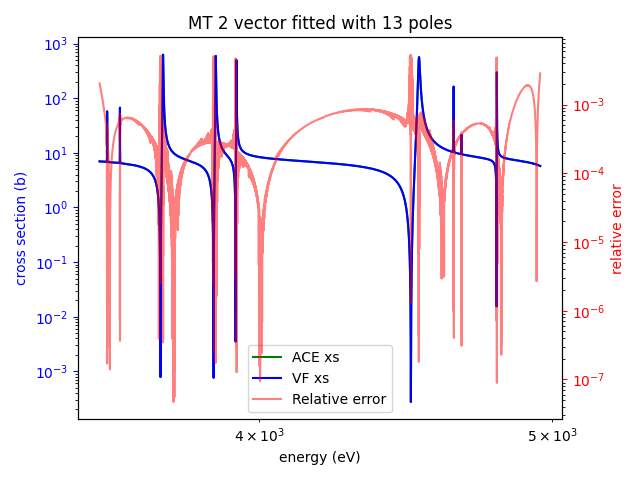 MT 2 vector fitted with 13 poles
10³
10²
10¹
10⁰
10⁻¹
10⁻²
10⁻³
cross section (b)
10⁻³
10⁻⁴
10⁻⁵
10⁻⁶
10⁻⁷
relative error
ACE xs
VF xs
Relative error
4 × 10³
5 × 10³
energy (eV)